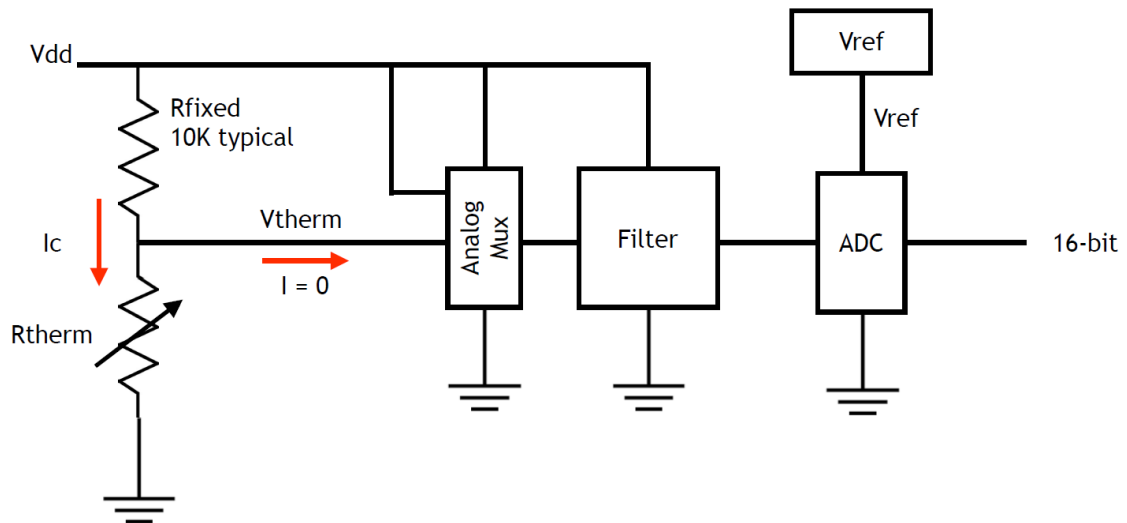 Vdd
Vref
Rfixed
10K typical
Vref
Vtherm
Analog
Mux
Filter
ADC
16-bit
Ic
I = 0
Rtherm